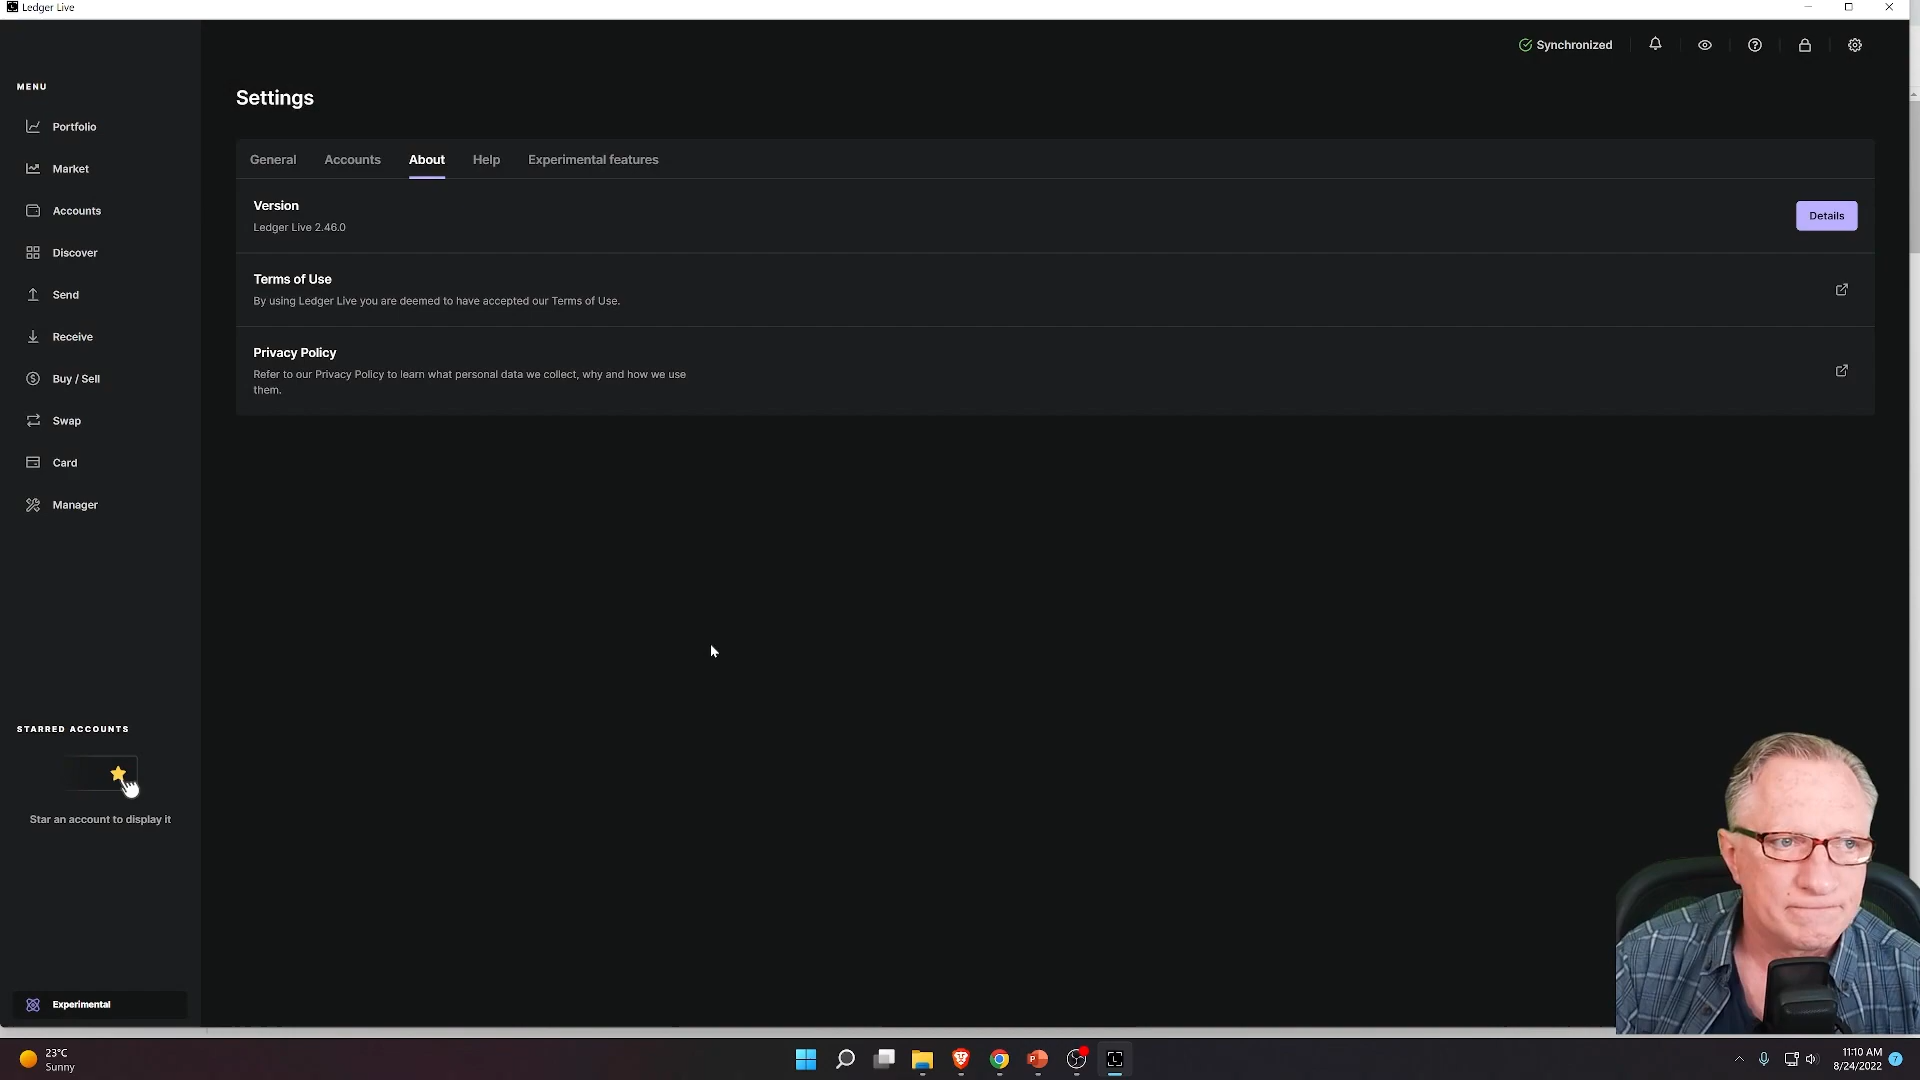 Ledger Live
Synchronized
MENU
Portfolio
Market
Accounts
Discover
Send
Receive
Buy / Sell
Swap
Card
Manager
STARRED ACCOUNTS
Star an account to display it
Experimental
Settings
General Accounts About Help Experimental features
Version
Ledger Live 2.46.0
Details
Terms of Use
By using Ledger Live you are deemed to have accepted our Terms of Use.
Privacy Policy
Refer to our Privacy Policy to learn what personal data we collect, why and how we use
them.
23°C
Sunny
11:10 AM
8/24/2022
7